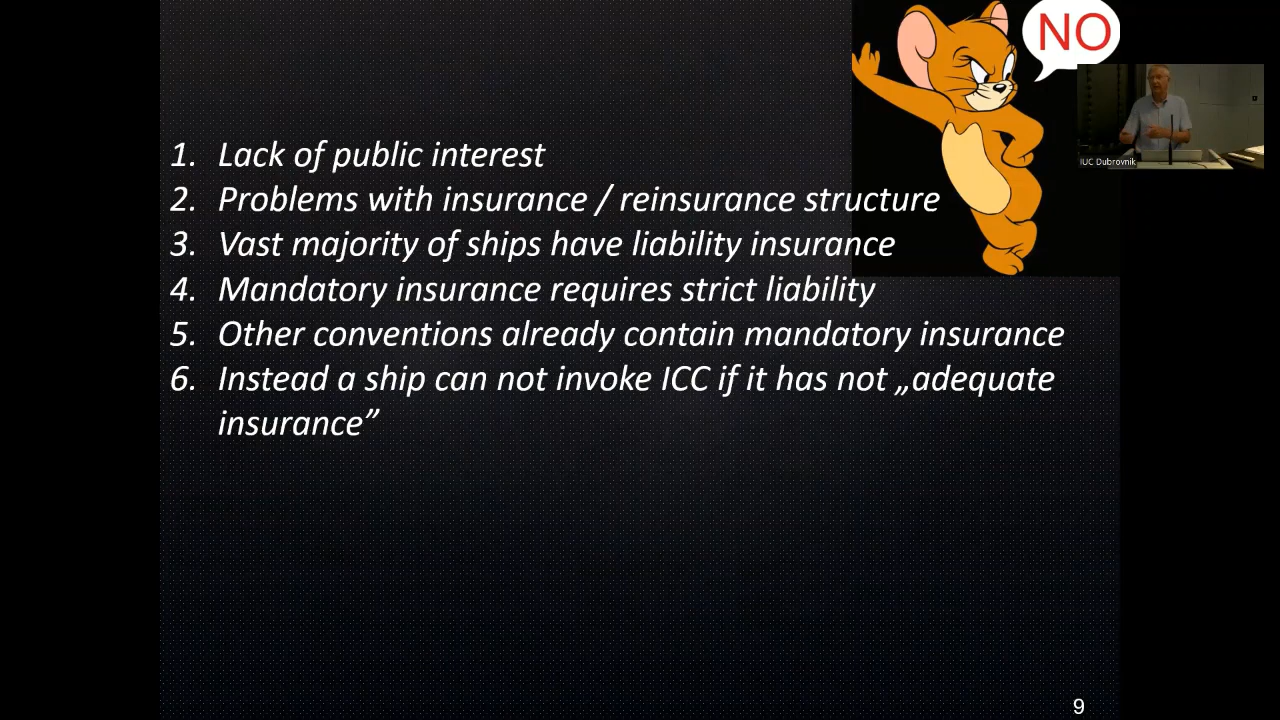 NO
IUC Dubrovnik
1. Lack of public interest
2. Problems with insurance / reinsurance structure
3. Vast majority of ships have liability insurance
4. Mandatory insurance requires strict liability
5. Other conventions already contain mandatory insurance
6. Instead a ship can not invoke ICC if it has not „adequate
insurance”
9